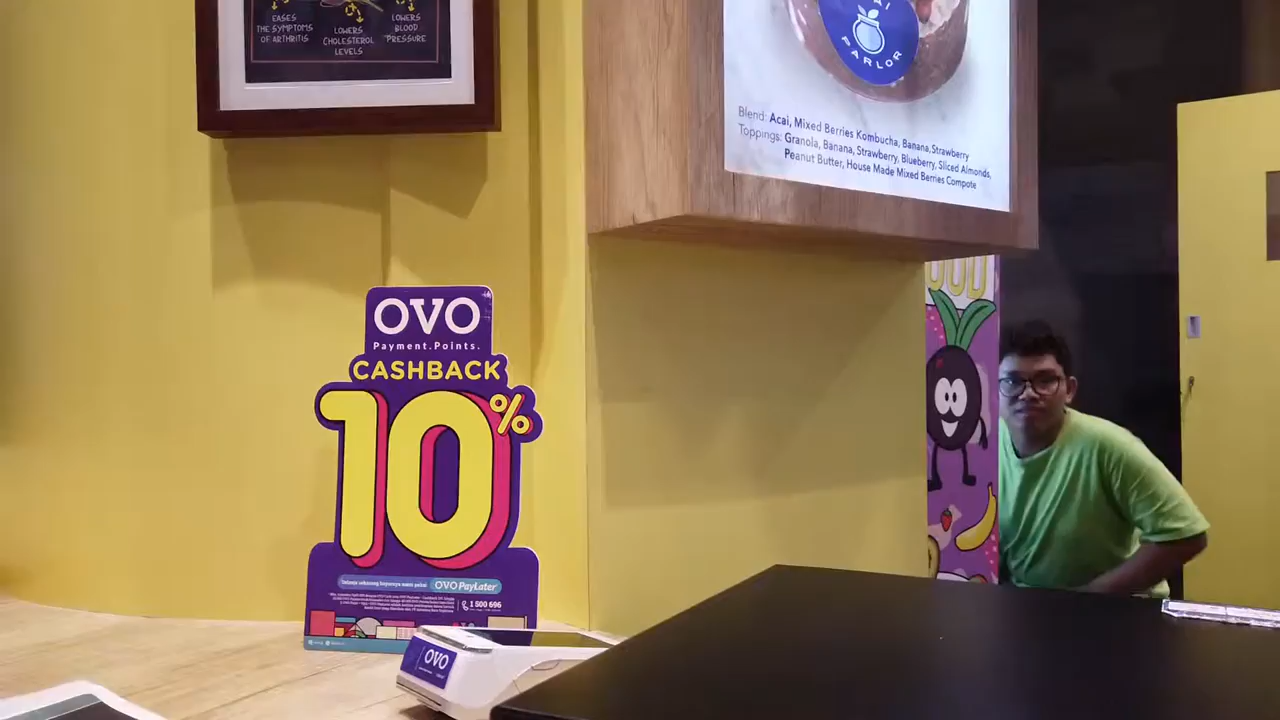 EASES
THE SYMPTOMS
OF ARTHRITIS
LOWERS
CHOLESTEROL
LEVELS
LOWERS
BLOOD
PRESSURE
PARLOR
Blend: Acai, Mixed Berries Kombucha, Banana, Strawberry
Toppings: Granola, Banana, Strawberry, Blueberry, Sliced Almonds,
Peanut Butter, House Made Mixed Berries Compote
OVO
Payment.Points.
CASHBACK
10%
OVO PayLater
1 500 696
OVO